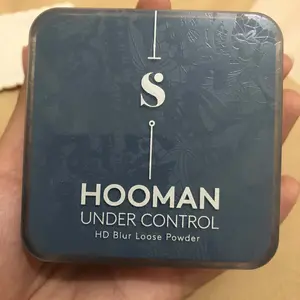 S
HOOMAN
UNDER CONTROL
HD Blur Loose Powder